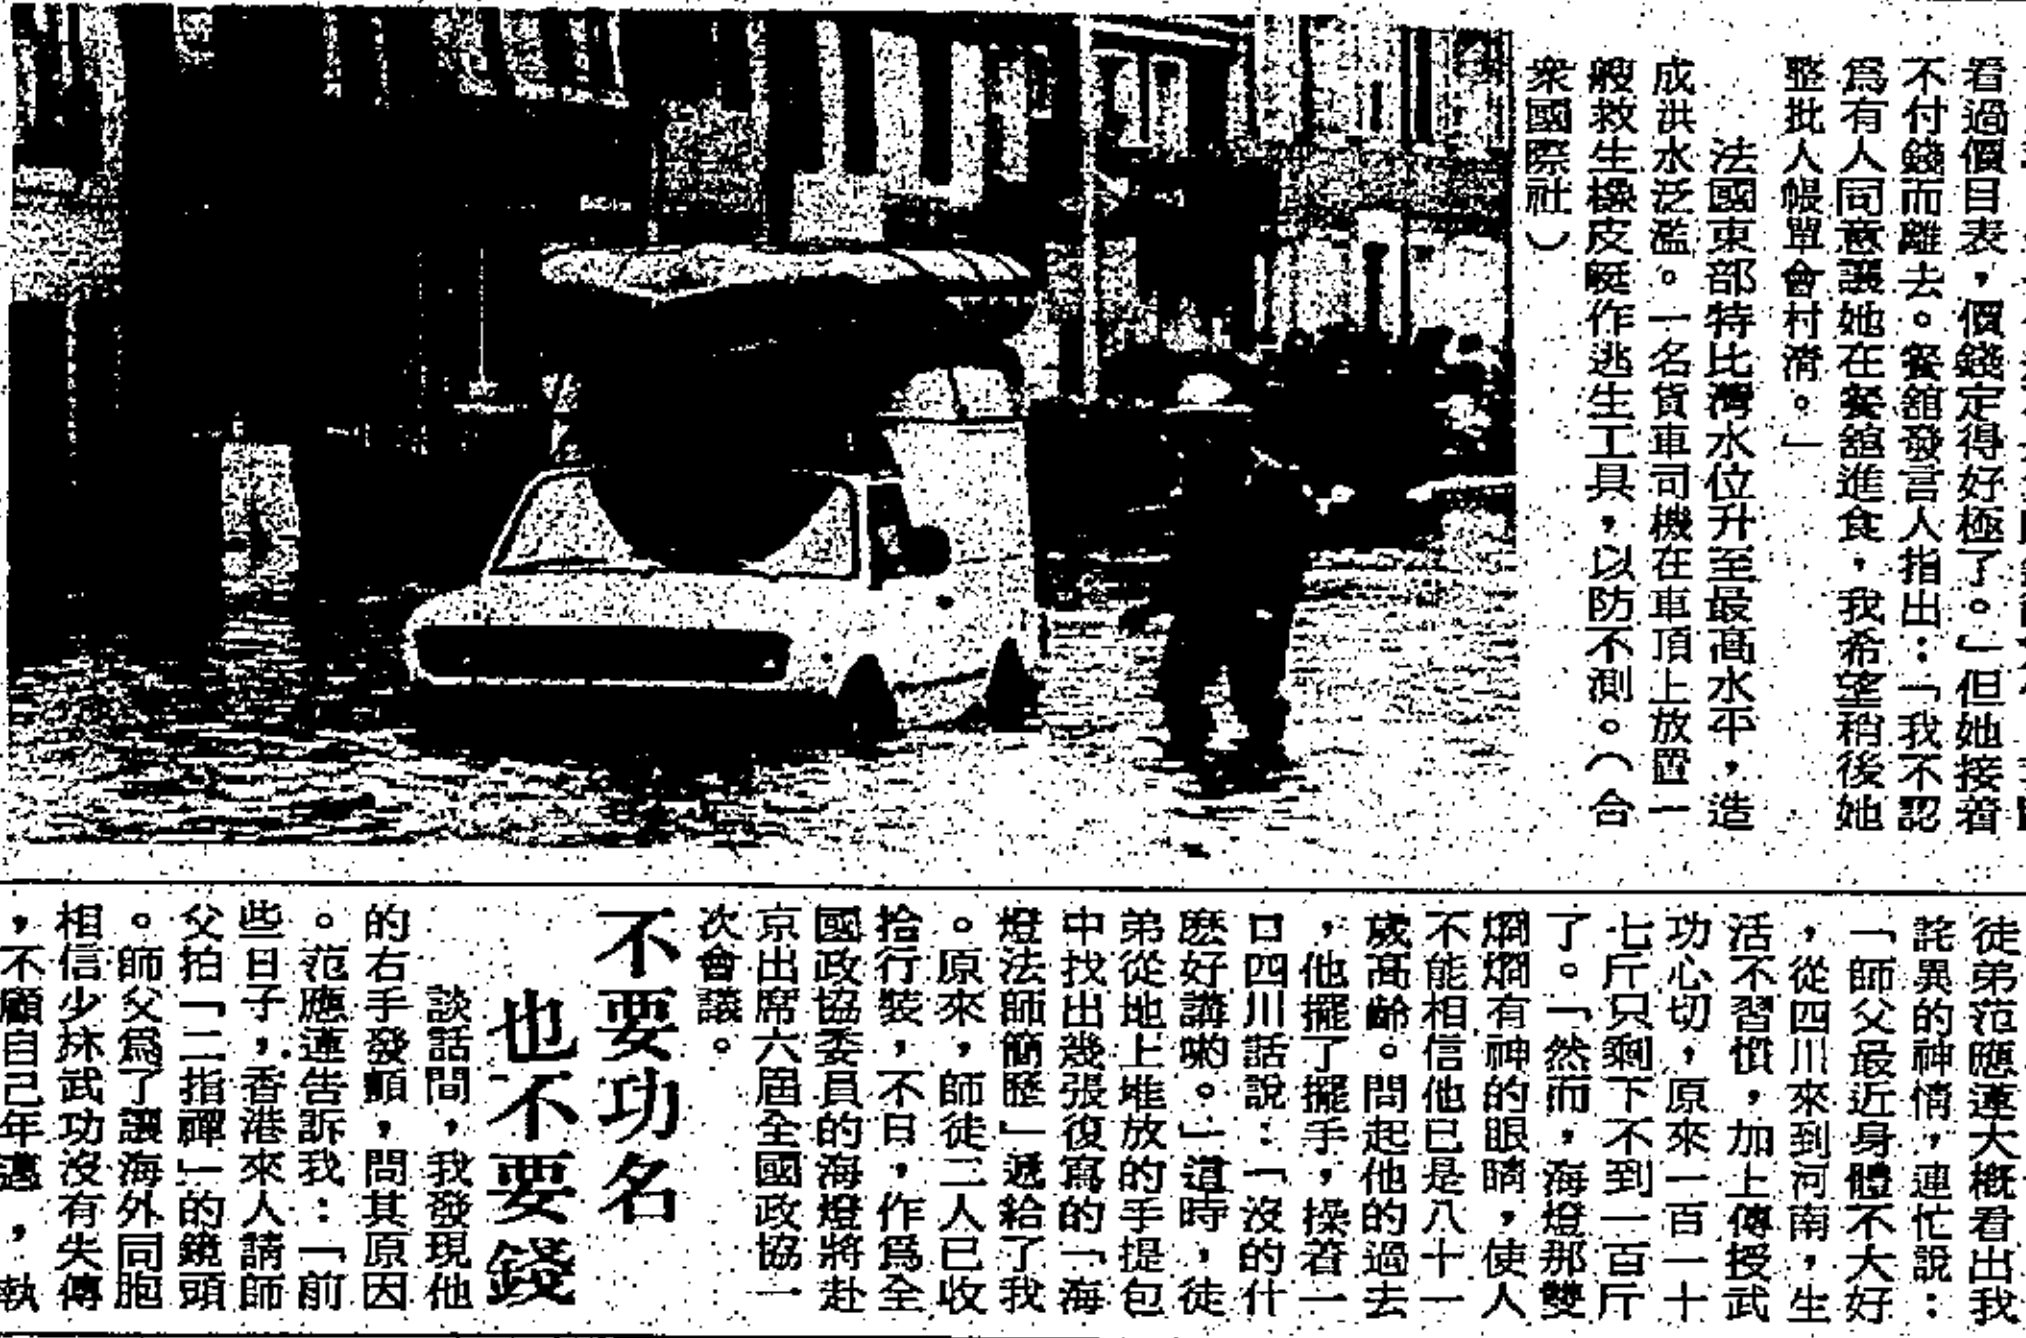 看過價目表，價錢定得好極了。」但她接着
不付錢而離去。餐舘發言人指出：「我不認
爲有人同意讓她在餐舘進食，我希望稍後她
整批人帳單會村淸。」
法國東部特比灣水位升至最高水平，造
成洪水泛濫。一名貨車司機在車頂上放置一
艘救生橡皮艇作逃生工具，以防不測。（合
衆國際社）
徒弟范應蓮大概看出我
詫異的神情，連忙說：
「師父最近身體不大好
，從四川來到河南，生
活不習慣，加上傳授武
功心切，原來一百一十
七斤只剩下不到一百斤
了。「然而，海燈那雙
炯炯有神的眼睛，使人
不能相信他已是八十一
歲高齡。問起他的過去
，他擺了擺手，操着一
口四川話說：「沒的什
麽好講喲。」這時，徒
弟從地上堆放的手提包
中找出幾張復寫的「海
燈法師簡歷」遞給了我
。原來，師徒二人已收
拾行裝，不日，作爲全
國政協委員的海燈將赴
京出席六屆全國政協一
次會議。
不要功名
也不要錢
談話間，我發現他
的右手發顫，問其原因
。范應蓮告訴我：「前
些日子，香港來人請師
父拍「二指禪」的鏡頭
。師父爲了讓海外同胞
相信少林武功沒有失傳
，不顧自己年邁，執